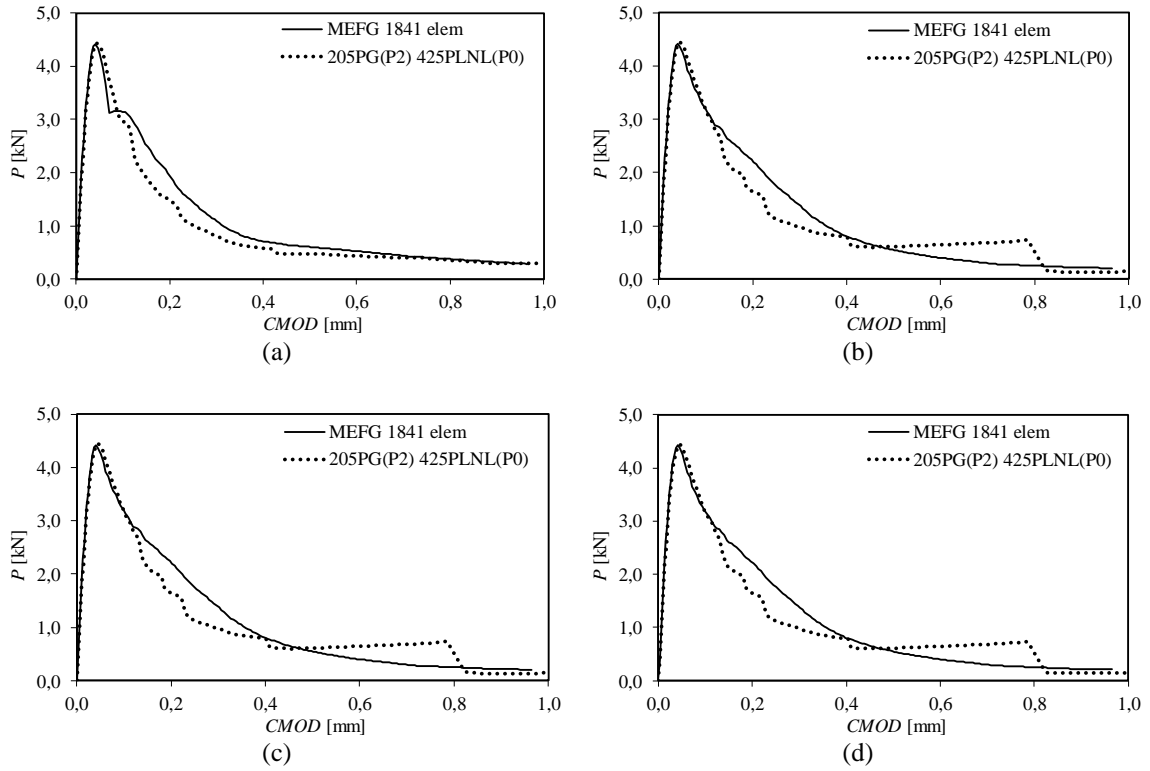 5,0
4,0
3,0
2,0
1,0
0,0
P [kN]
MEFG 1841 elem
205PG(P2) 425PLNL(P0)
0,0 0,2 0,4 0,6 0,8 1,0
CMOD [mm]
(a)
5,0
4,0
3,0
2,0
1,0
0,0
P [kN]
MEFG 1841 elem
205PG(P2) 425PLNL(P0)
0,0 0,2 0,4 0,6 0,8 1,0
CMOD [mm]
(b)
5,0
4,0
3,0
2,0
1,0
0,0
P [kN]
MEFG 1841 elem
205PG(P2) 425PLNL(P0)
0,0 0,2 0,4 0,6 0,8 1,0
CMOD [mm]
(c)
5,0
4,0
3,0
2,0
1,0
0,0
P [kN]
MEFG 1841 elem
205PG(P2) 425PLNL(P0)
0,0 0,2 0,4 0,6 0,8 1,0
CMOD [mm]
(d)